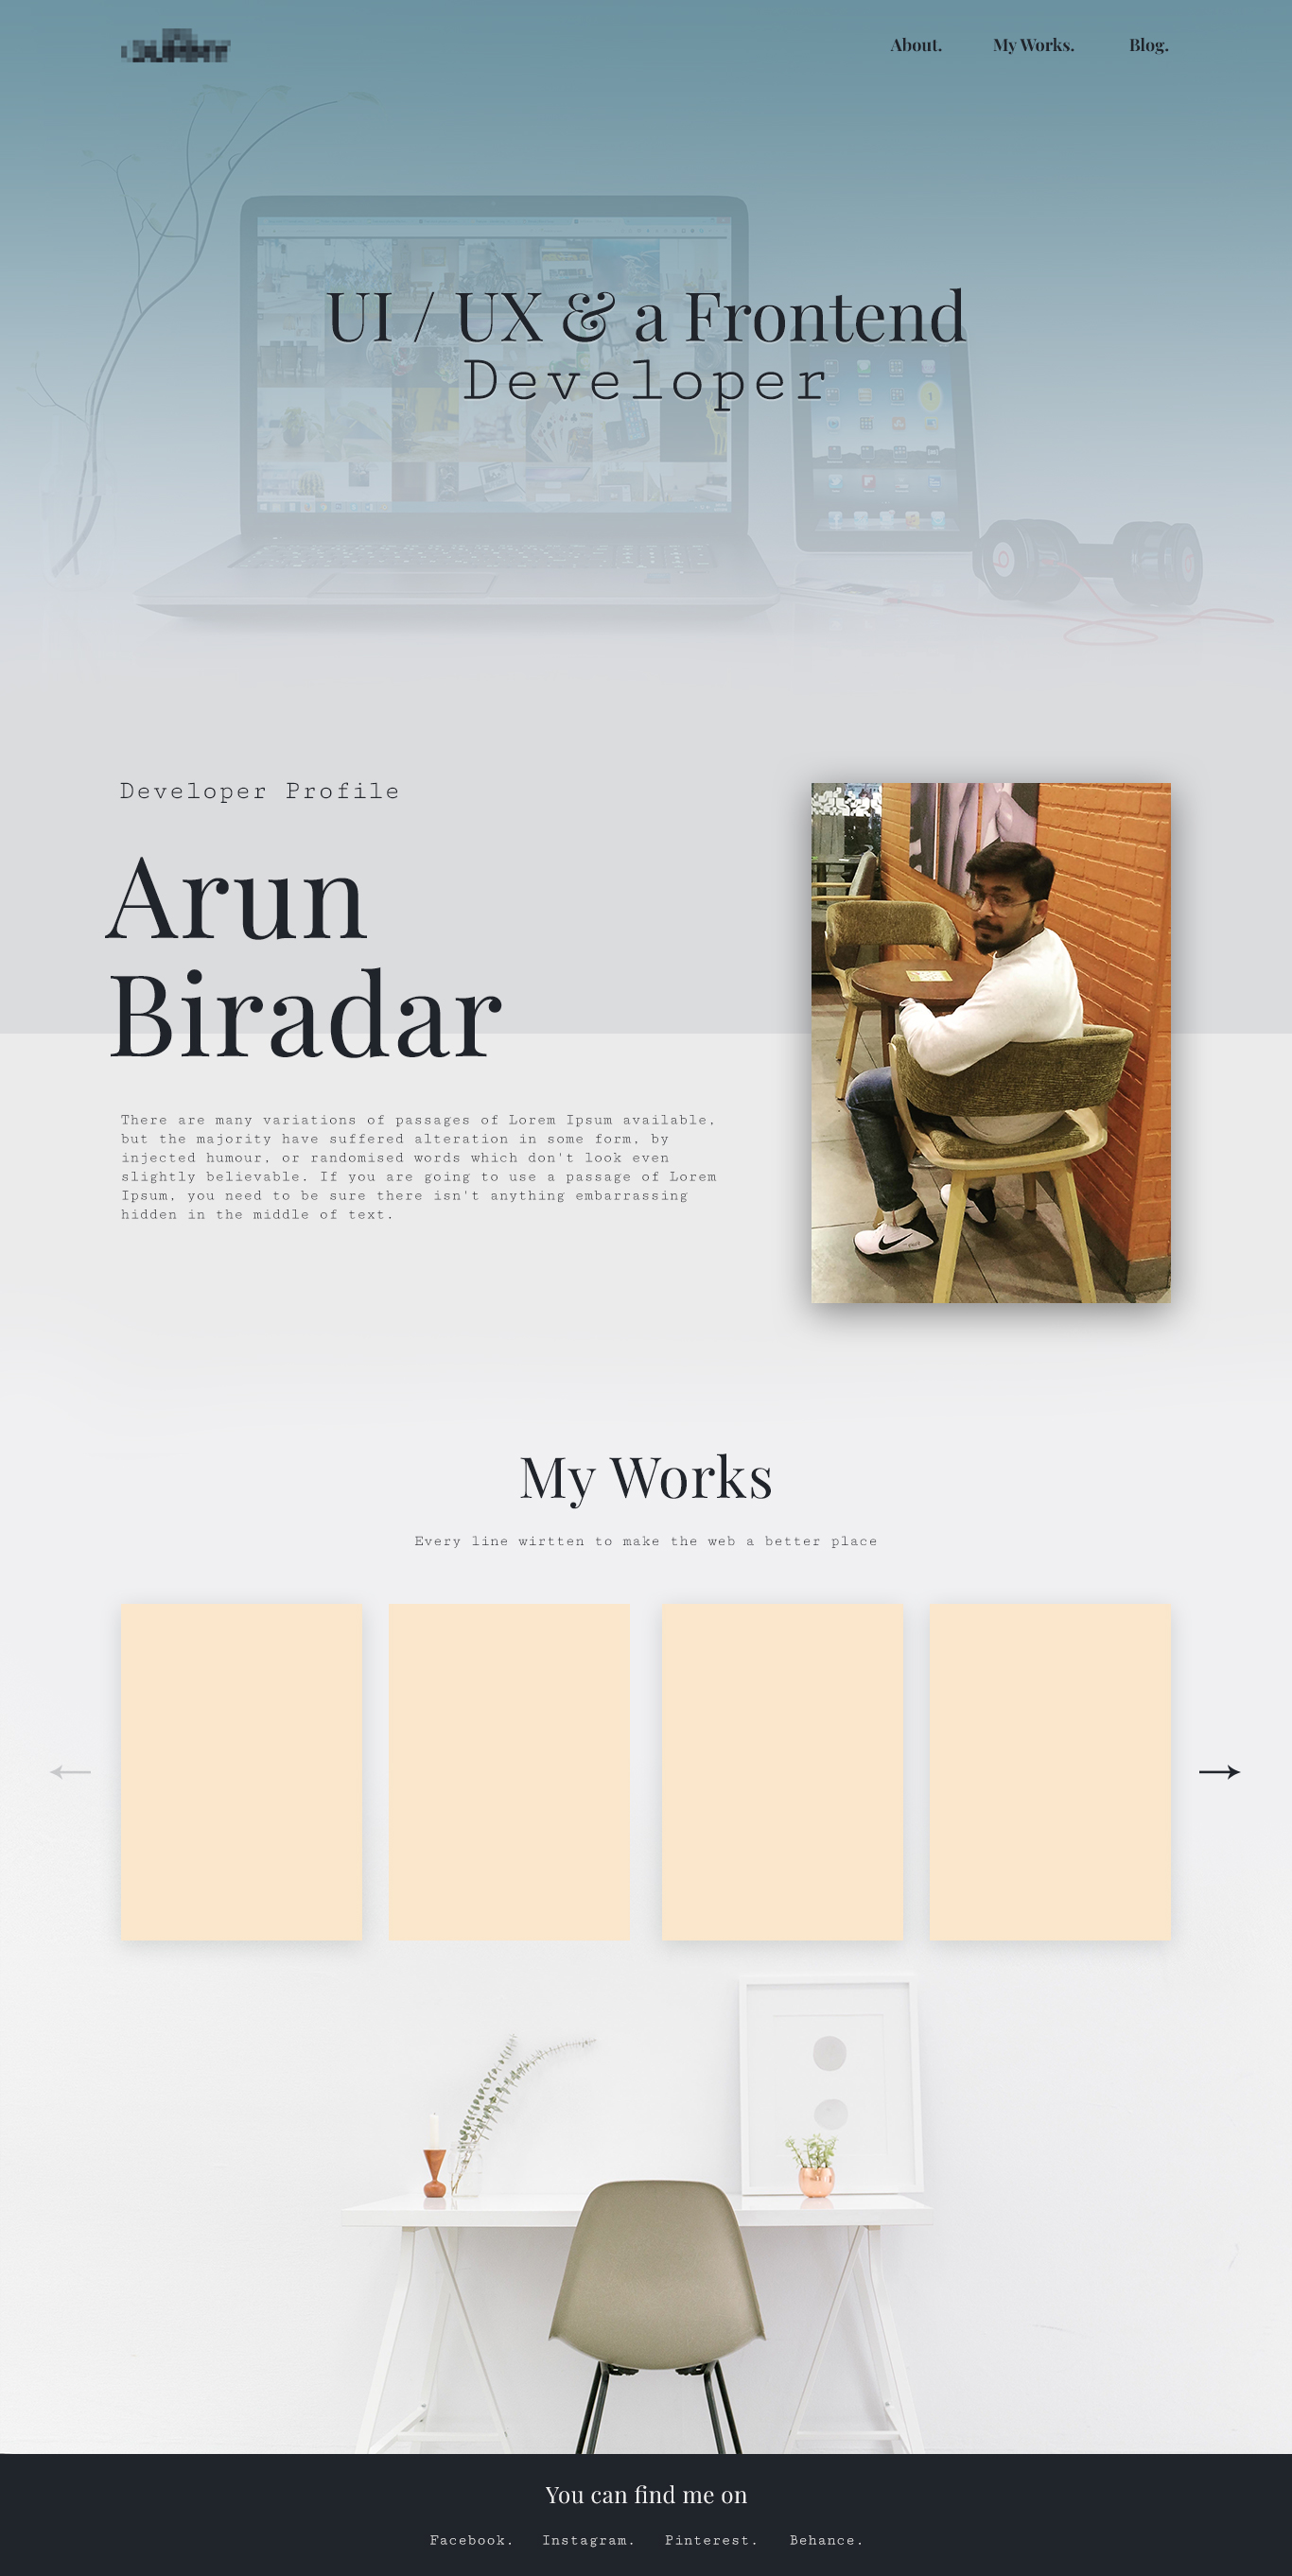 About. My Works. Blog.
UI / UX & a Frontend
Developer
Developer Profile
Arun
Biradar
There are many variations of passages of Lorem Ipsum available,
but the majority have suffered alteration in some form, by
injected humour, or randomised words which don't look even
slightly believable. If you are going to use a passage of Lorem
Ipsum, you need to be sure there isn't anything embarrassing
hidden in the middle of text.
My Works
Every line wirtten to make the web a better place
You can find me on
Facebook. Instagram. Pinterest. Behance.